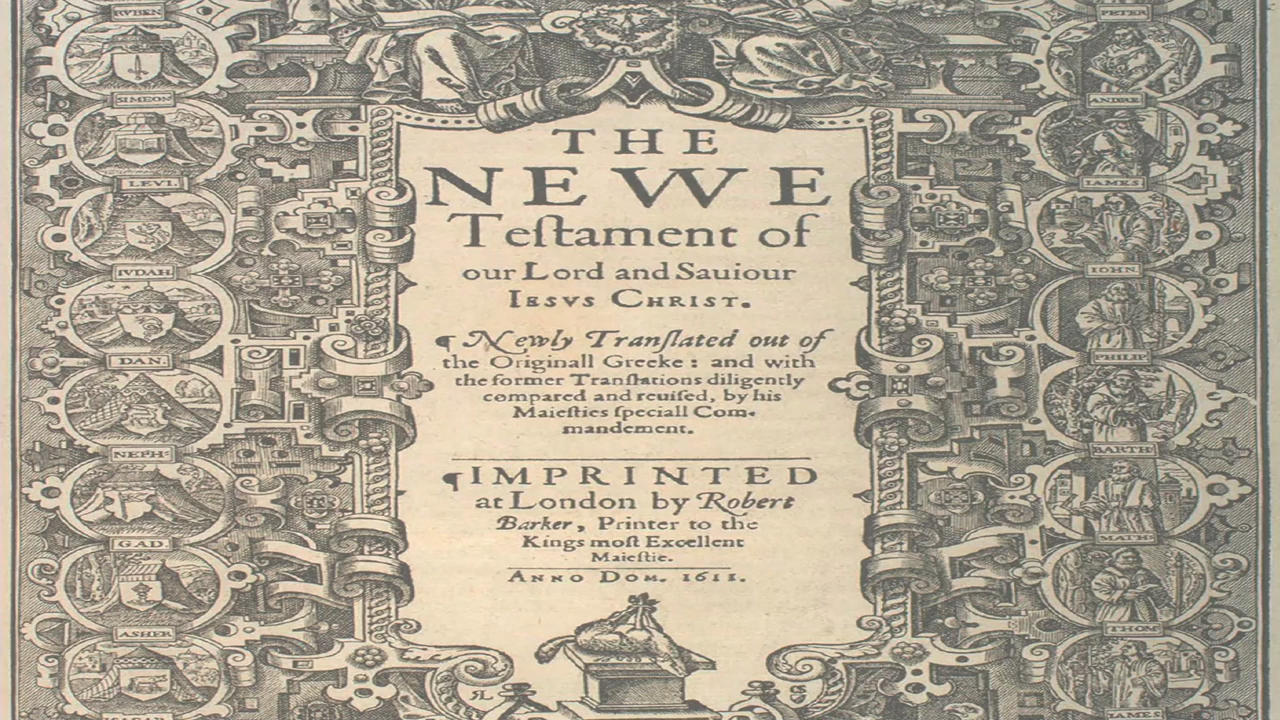 RVBEN
SIMEON
LEVI.
IVDAH
DAN.
NEPH:
GAD.
ASHER
THE
NEWE
Teſtament of
our Lord and Sauiour
IESVS CHRIST.
¶ Newly Tranſlated out of
the Originall Greeke: and with
the former Tranſlations diligently
compared and reuiſed, by his
Maieſties ſpeciall Com-
mandement.
¶ IMPRINTED
at London by Robert
Barker, Printer to the
Kings moſt Excellent
Maieſtie.
ANNO DOM. 1611.
PETER
ANDRE
IAMES
IOHN.
PHILIP
BARTH:
MATH:
THOM
IAMES